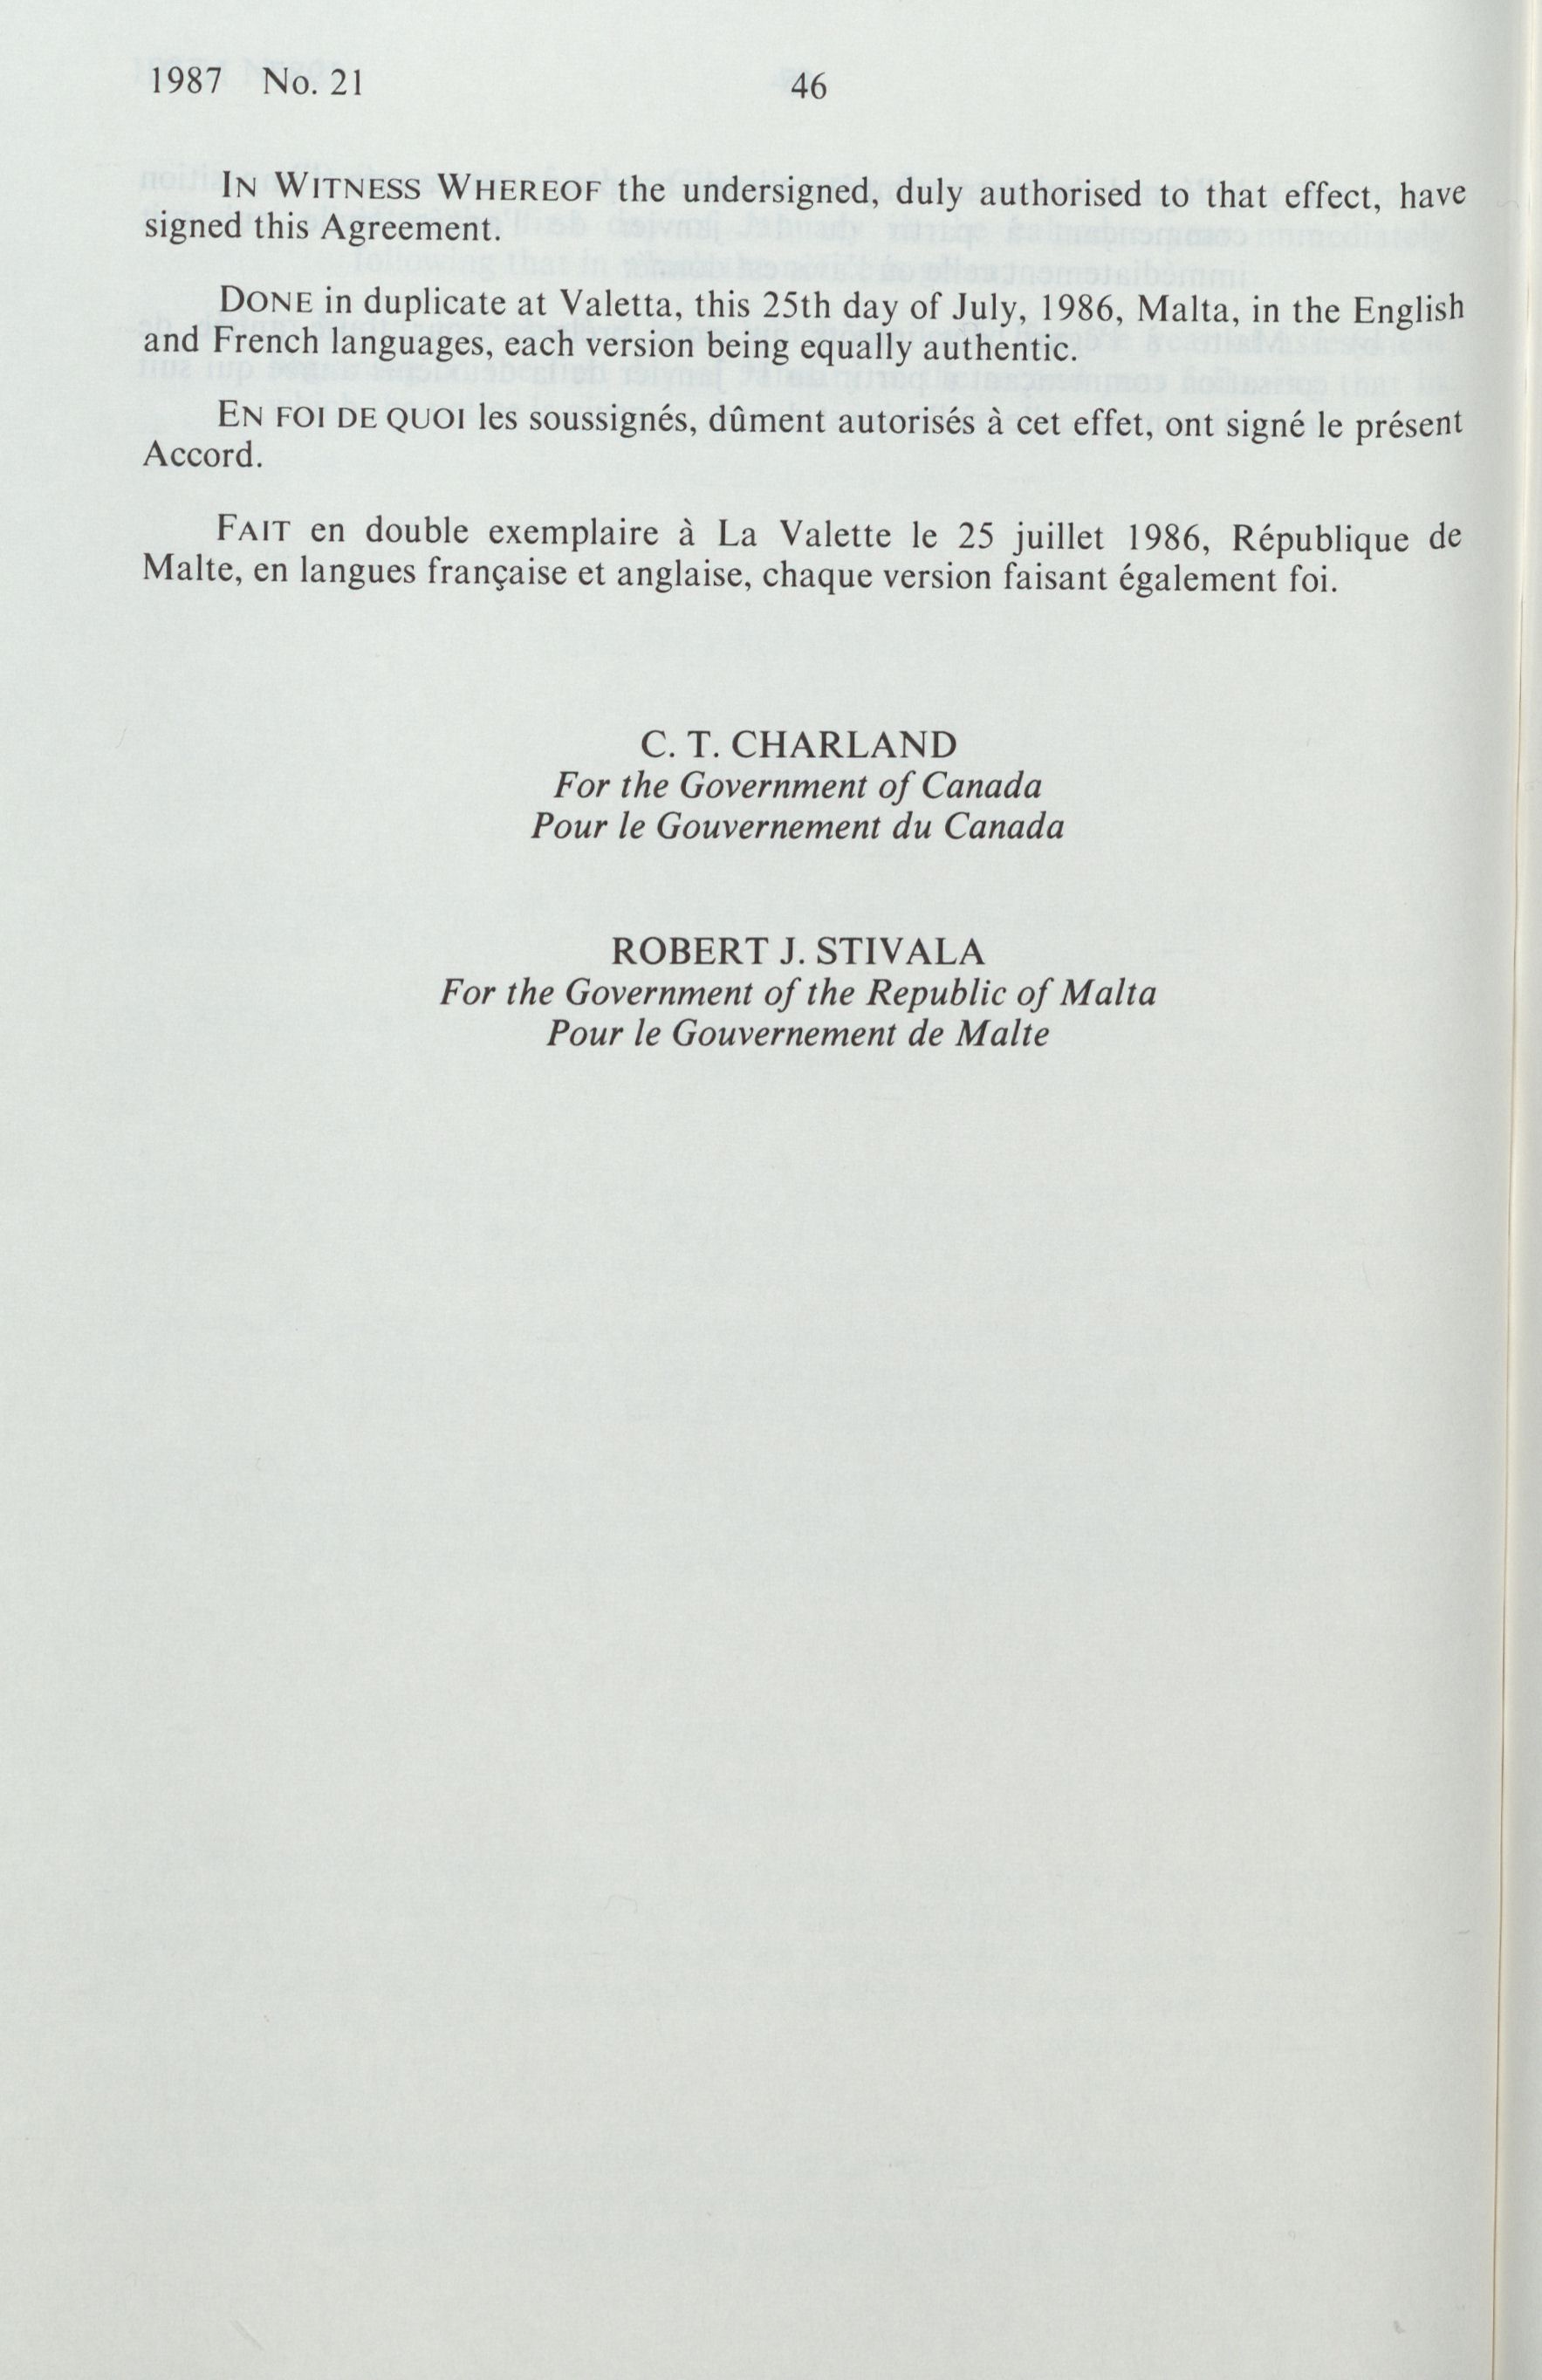 1987 No. 21 46
IN WITNESS WHEREOF the undersigned, duly authorised to that effect, have
signed this Agreement.
DONE in duplicate at Valetta, this 25th day of July, 1986, Malta, in the English
and French languages, each version being equally authentic.
EN FOI DE QUOI les soussignés, dûment autorisés à cet effet, ont signé le présent
Accord.
FAIT en double exemplaire à La Valette le 25 juillet 1986, République de
Malte, en langues française et anglaise, chaque version faisant également foi.
C. T. CHARLAND
For the Government of Canada
Pour le Gouvernement du Canada
ROBERT J. STIVALA
For the Government of the Republic of Malta
Pour le Gouvernement de Malte